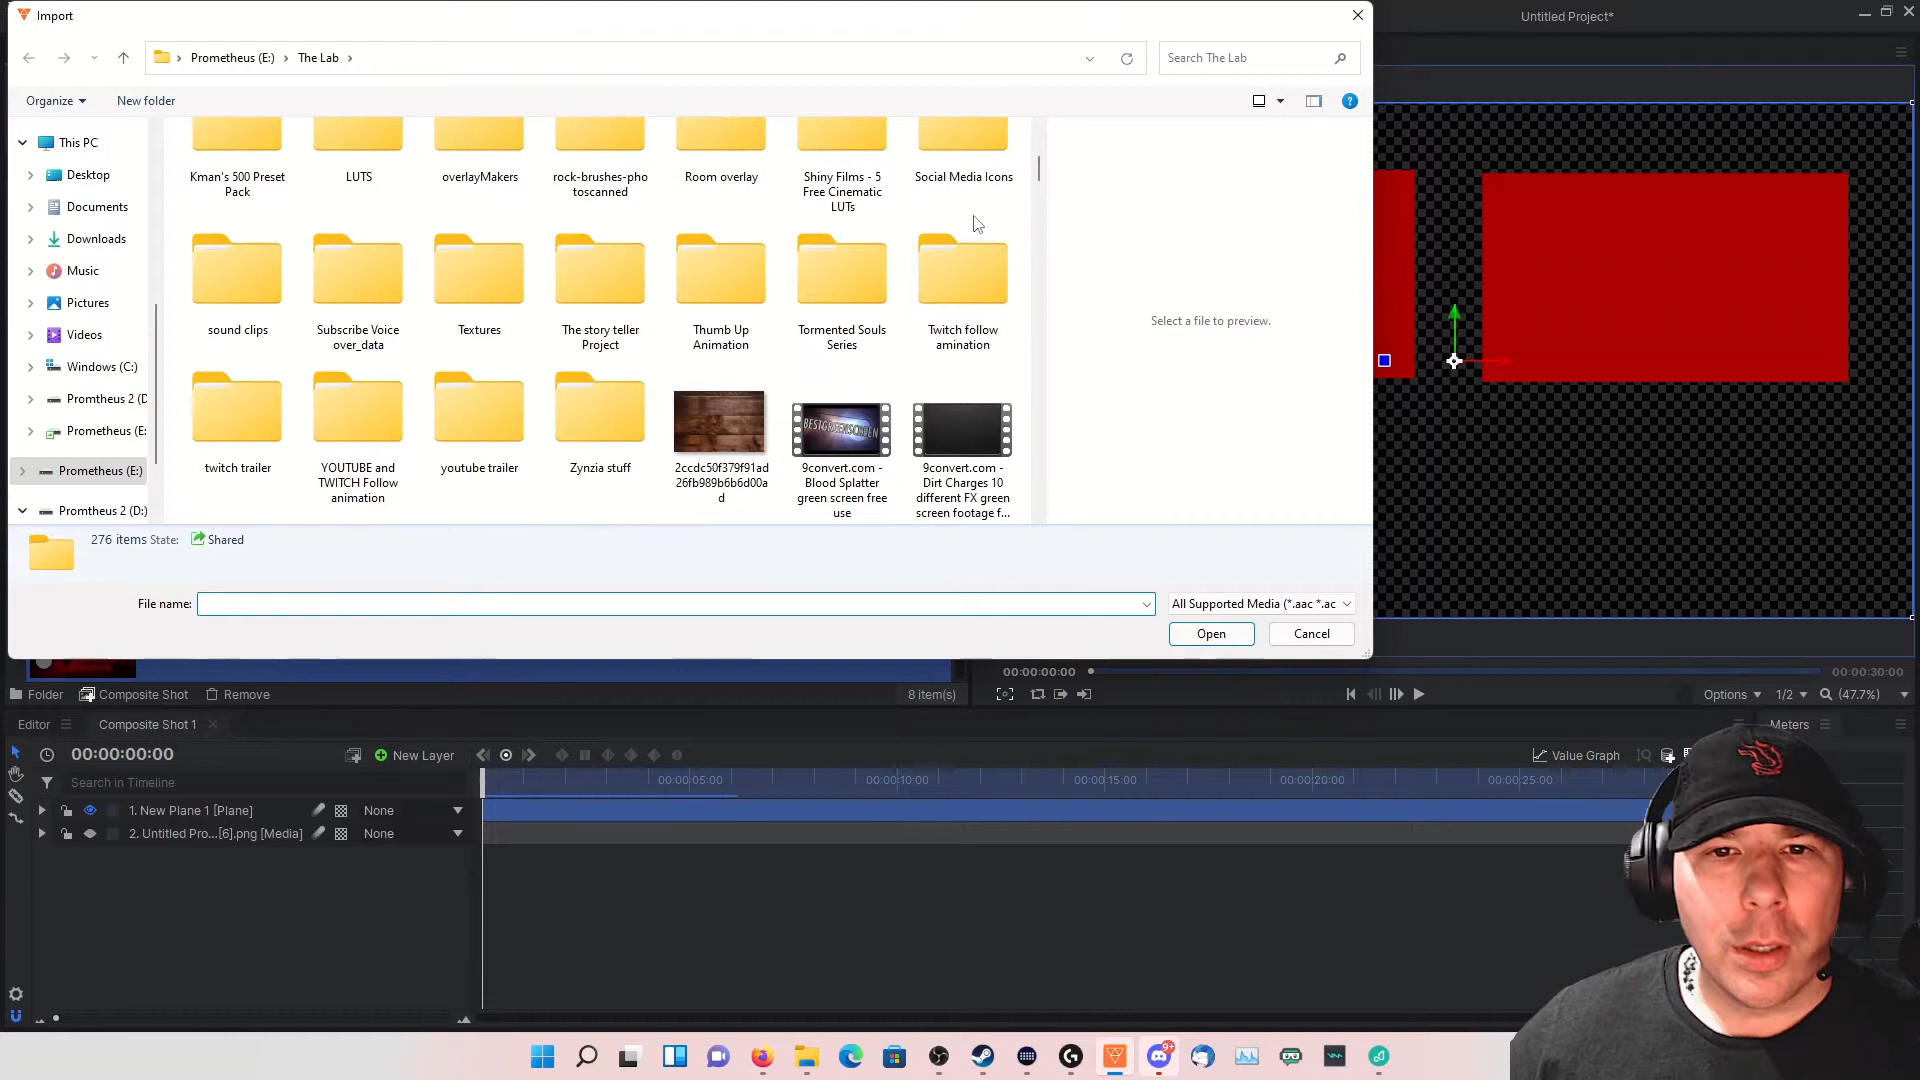 Import
Untitled Project*
Prometheus (E:) > The Lab >
Search The Lab
Organize
New folder
This PC
Desktop
Documents
Downloads
Music
Pictures
Videos
Windows (C:)
Promtheus 2 (D
Prometheus (E:
Prometheus (E:)
Promtheus 2 (D:)
Kman's 500 Preset
Pack
LUTS
overlayMakers
rock-brushes-pho
toscanned
Room overlay
Shiny Films - 5
Free Cinematic
LUTs
Social Media Icons
sound clips
Subscribe Voice
over_data
Textures
The story teller
Project
Thumb Up
Animation
Tormented Souls
Series
Twitch follow
amination
twitch trailer
YOUTUBE and
TWITCH Follow
animation
youtube trailer
Zynzia stuff
2ccdc50f379f91ad
26fb989b6b6d00a
d
BESTGREENSCREEN
9convert.com -
Blood Splatter
green screen free
use
9convert.com -
Dirt Charges 10
different FX green
screen footage f...
Select a file to preview.
276 items State: Shared
File name:
All Supported Media (*.aac *.ac
Open
Cancel
00:00:00:00
00:00:30:00
Folder
Composite Shot
Remove
8 item(s)
Options
1/2
(47.7%)
Editor
Composite Shot 1
Meters
00:00:00:00
New Layer
Value Graph
Search in Timeline
00:00:05:00
00:00:10:00
00:00:15:00
00:00:20:00
00:00:25:00
1. New Plane 1 [Plane]
None
2. Untitled Pro...[6].png [Media]
None
9+